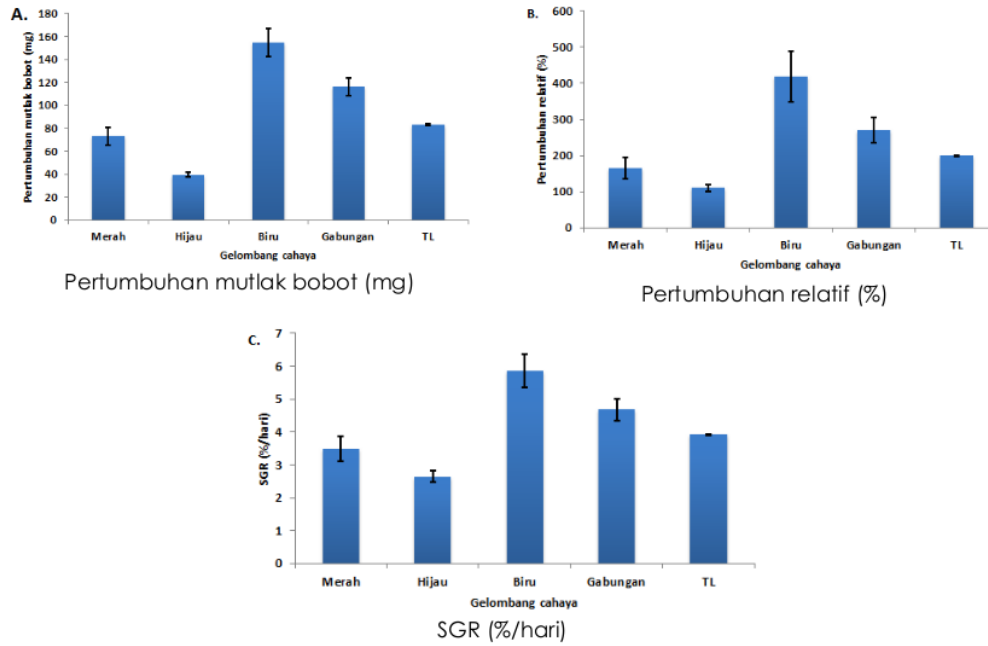 A.
Pertumbuhan mutlak bobot (mg)
180
160
140
120
100
80
60
40
20
0
Merah Hijau Biru Gabungan TL
Gelombang cahaya
Pertumbuhan mutlak bobot (mg)
B.
Pertumbuhan relatif (%)
600
500
400
300
200
100
0
Merah Hijau Biru Gabungan TL
Gelombang cahaya
Pertumbuhan relatif (%)
C.
SGR (%/hari)
7
6
5
4
3
2
1
0
Merah Hijau Biru Gabungan TL
Gelombang cahaya
SGR (%/hari)